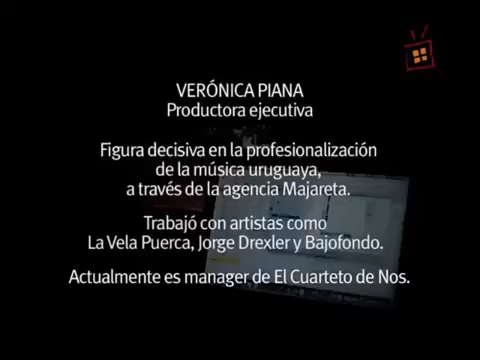 VERÓNICA PIANA
Productora ejecutiva
Figura decisiva en la profesionalización
de la música uruguaya,
a través de la agencia Majareta.
Trabajó con artistas como
La Vela Puerca, Jorge Drexler y Bajofondo.
Actualmente es manager de El Cuarteto de Nos.